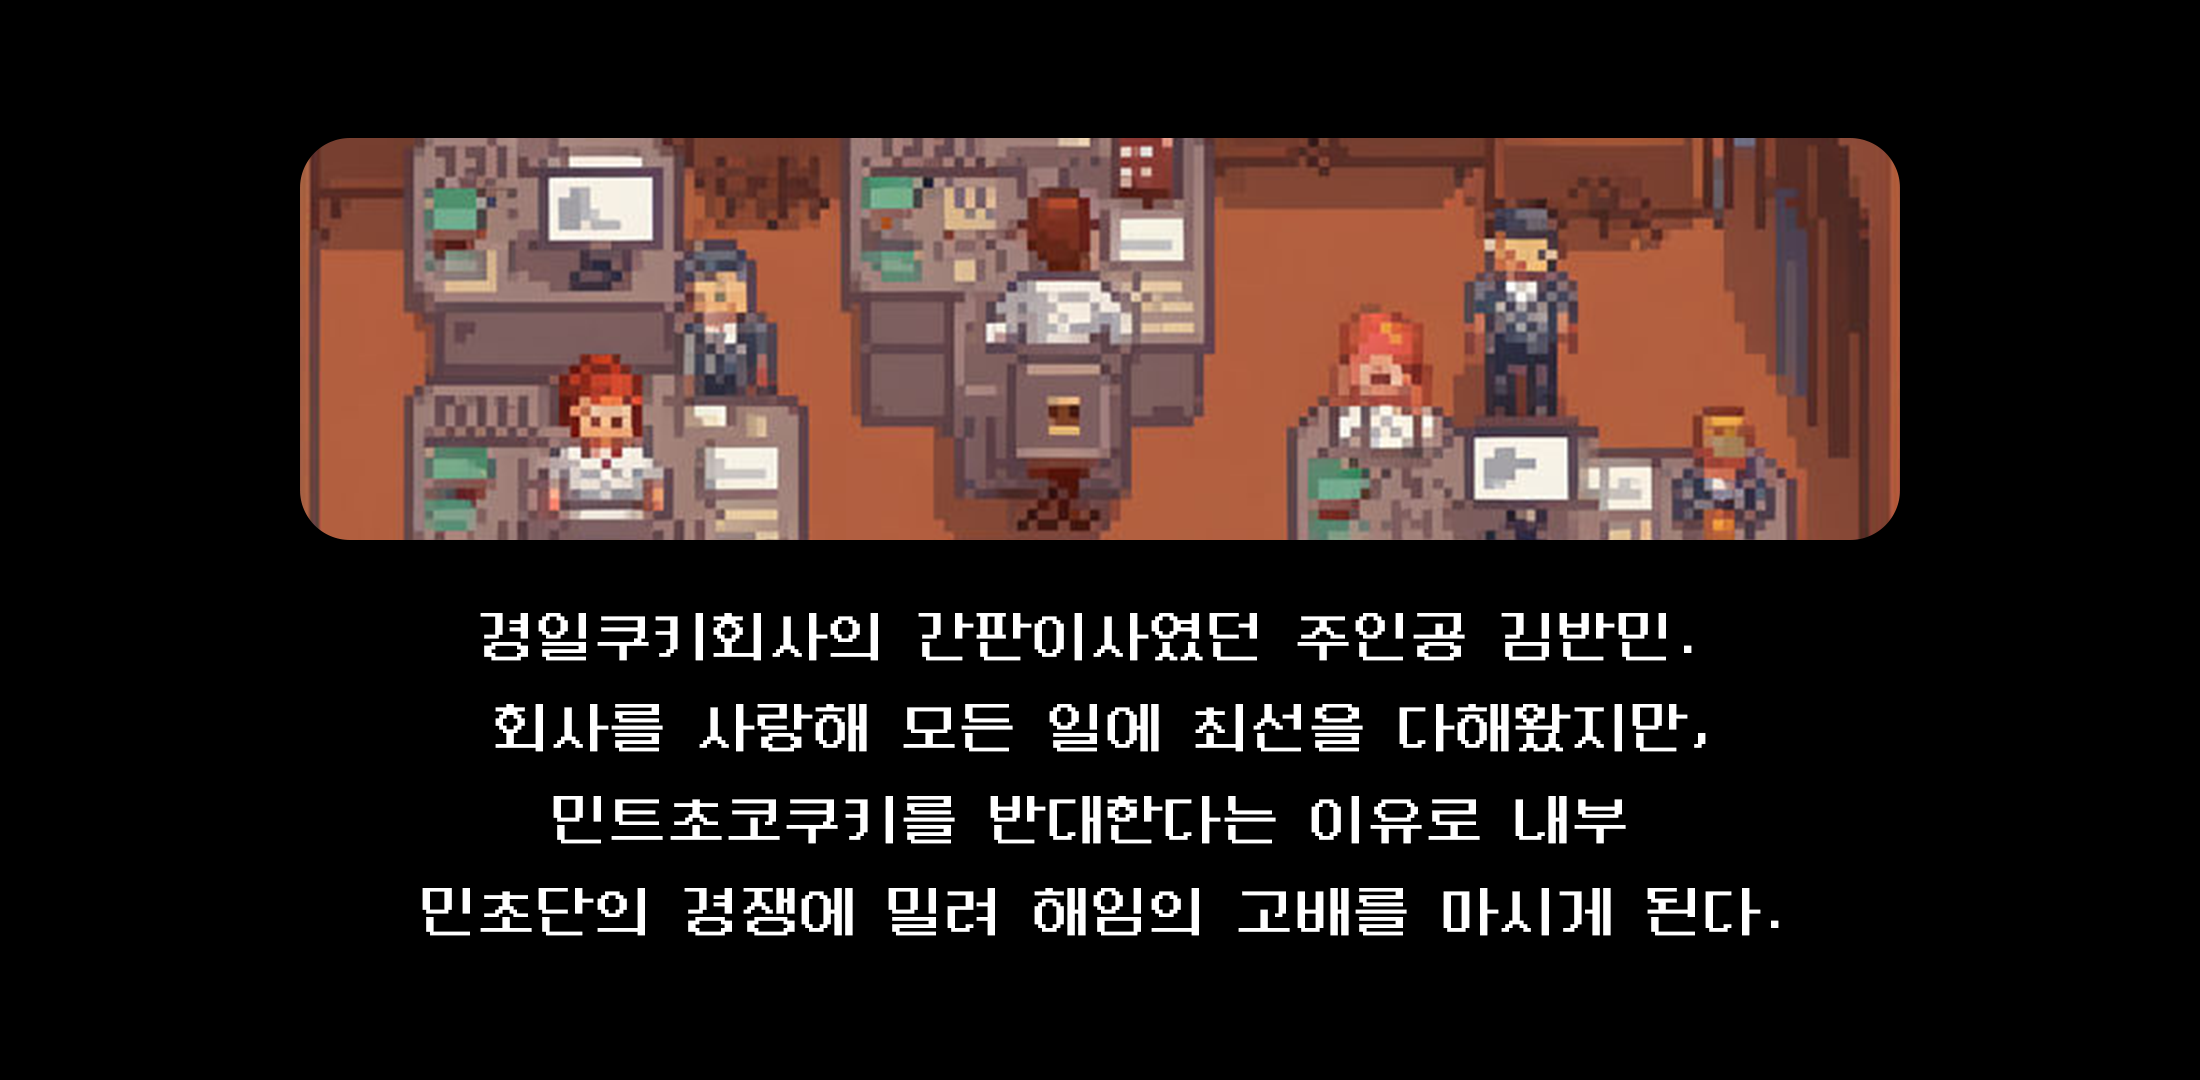 경일쿠키회사의 간판이사였던 주인공 김반민.
회사를 사랑해 모든 일에 최선을 다해왔지만,
민트초코쿠키를 반대한다는 이유로 내부
민초단의 경쟁에 밀려 해임의 고배를 마시게 된다.